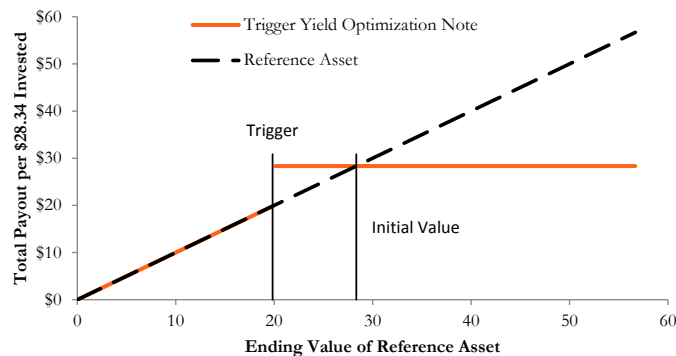 Total Payout per $28.34 Invested
$60
$50
$40
$30
$20
$10
$0
Trigger Yield Optimization Note
Reference Asset
Trigger
Initial Value
0
10
20
30
40
50
60
Ending Value of Reference Asset